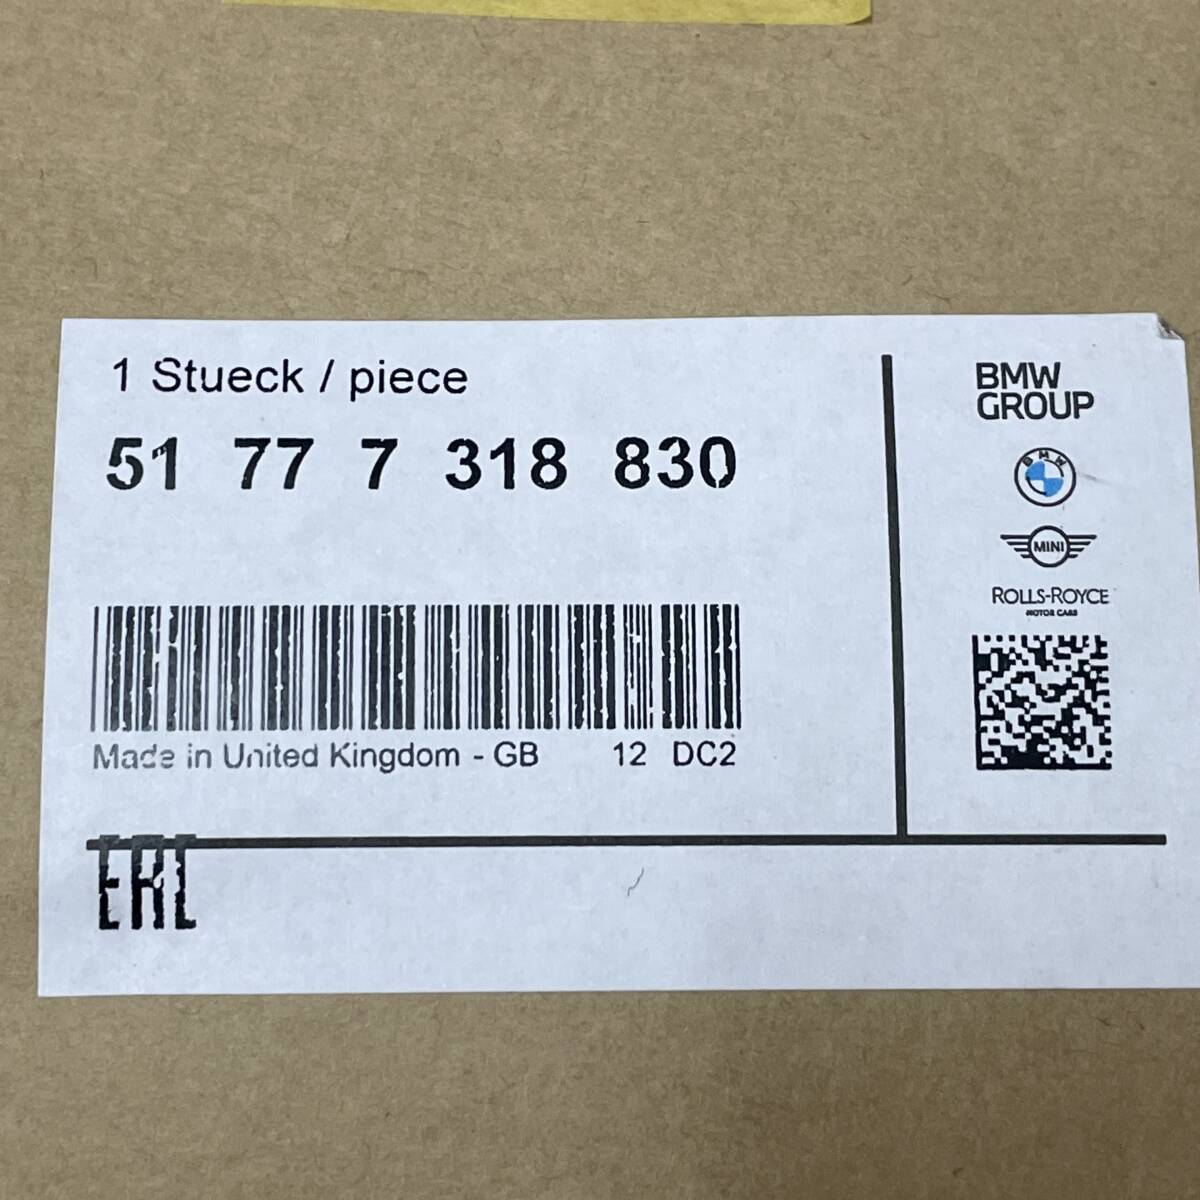 1 Stueck / piece
51 77 7 318 830
Made in United Kingdom - GB 12 DC2
EAC
BMW
GROUP
BMW
MINI
ROLLS-ROYCE
MOTOR CARS